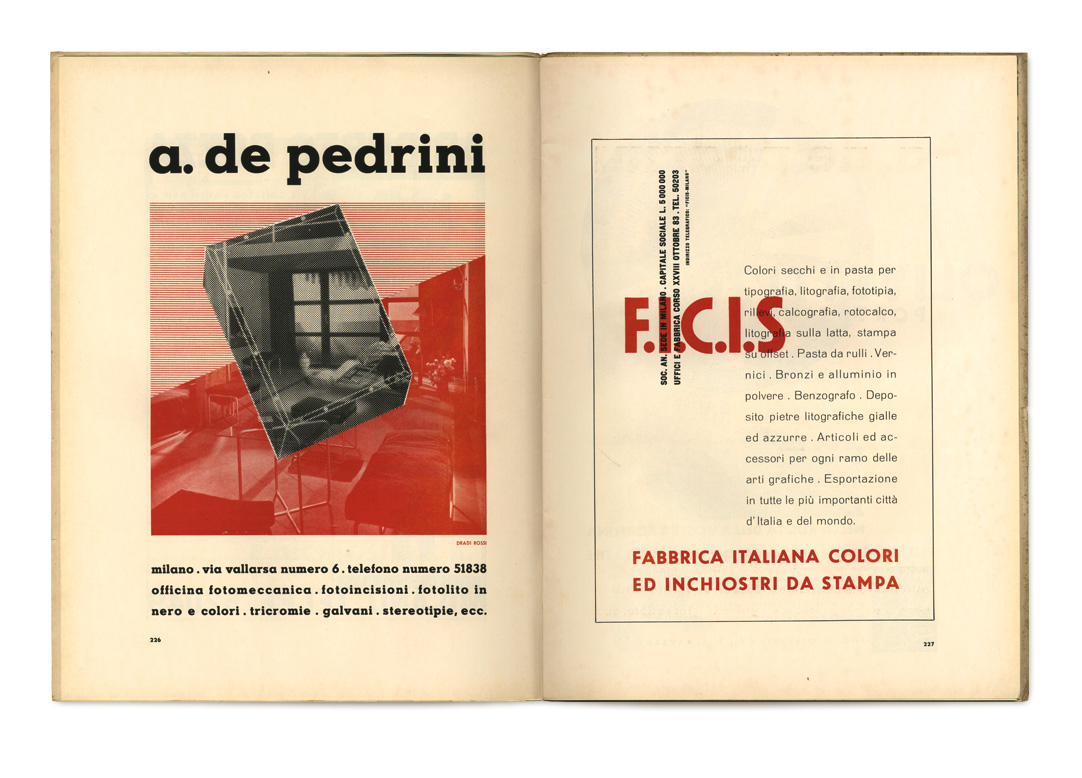 a. de pedrini
DRADI ROSSI
milano . via vallarsa numero 6 . telefono numero 51838
officina fotomeccanica . fotoincisioni . fotolito in
nero e colori . tricromie . galvani . stereotipie, ecc.
226
SOC. AN. SEDE IN MILANO . CAPITALE SOCIALE L. 5 000 000
UFFICI E FABBRICA CORSO XXVIII OTTOBRE 83 . TEL. 50203
INDIRIZZO TELEGRAFICO: "FICIS-MILANO"
F.I.C.I.S
Colori secchi e in pasta per
tipografia, litografia, fototipia,
rilievi, calcografia, rotocalco,
litografia sulla latta, stampa
su offset . Pasta da rulli . Ver-
nici . Bronzi e alluminio in
polvere . Benzografo . Depo-
sito pietre litografiche gialle
ed azzurre . Articoli ed ac-
cessori per ogni ramo delle
arti grafiche . Esportazione
in tutte le più importanti città
d'Italia e del mondo.
FABBRICA ITALIANA COLORI
ED INCHIOSTRI DA STAMPA
227